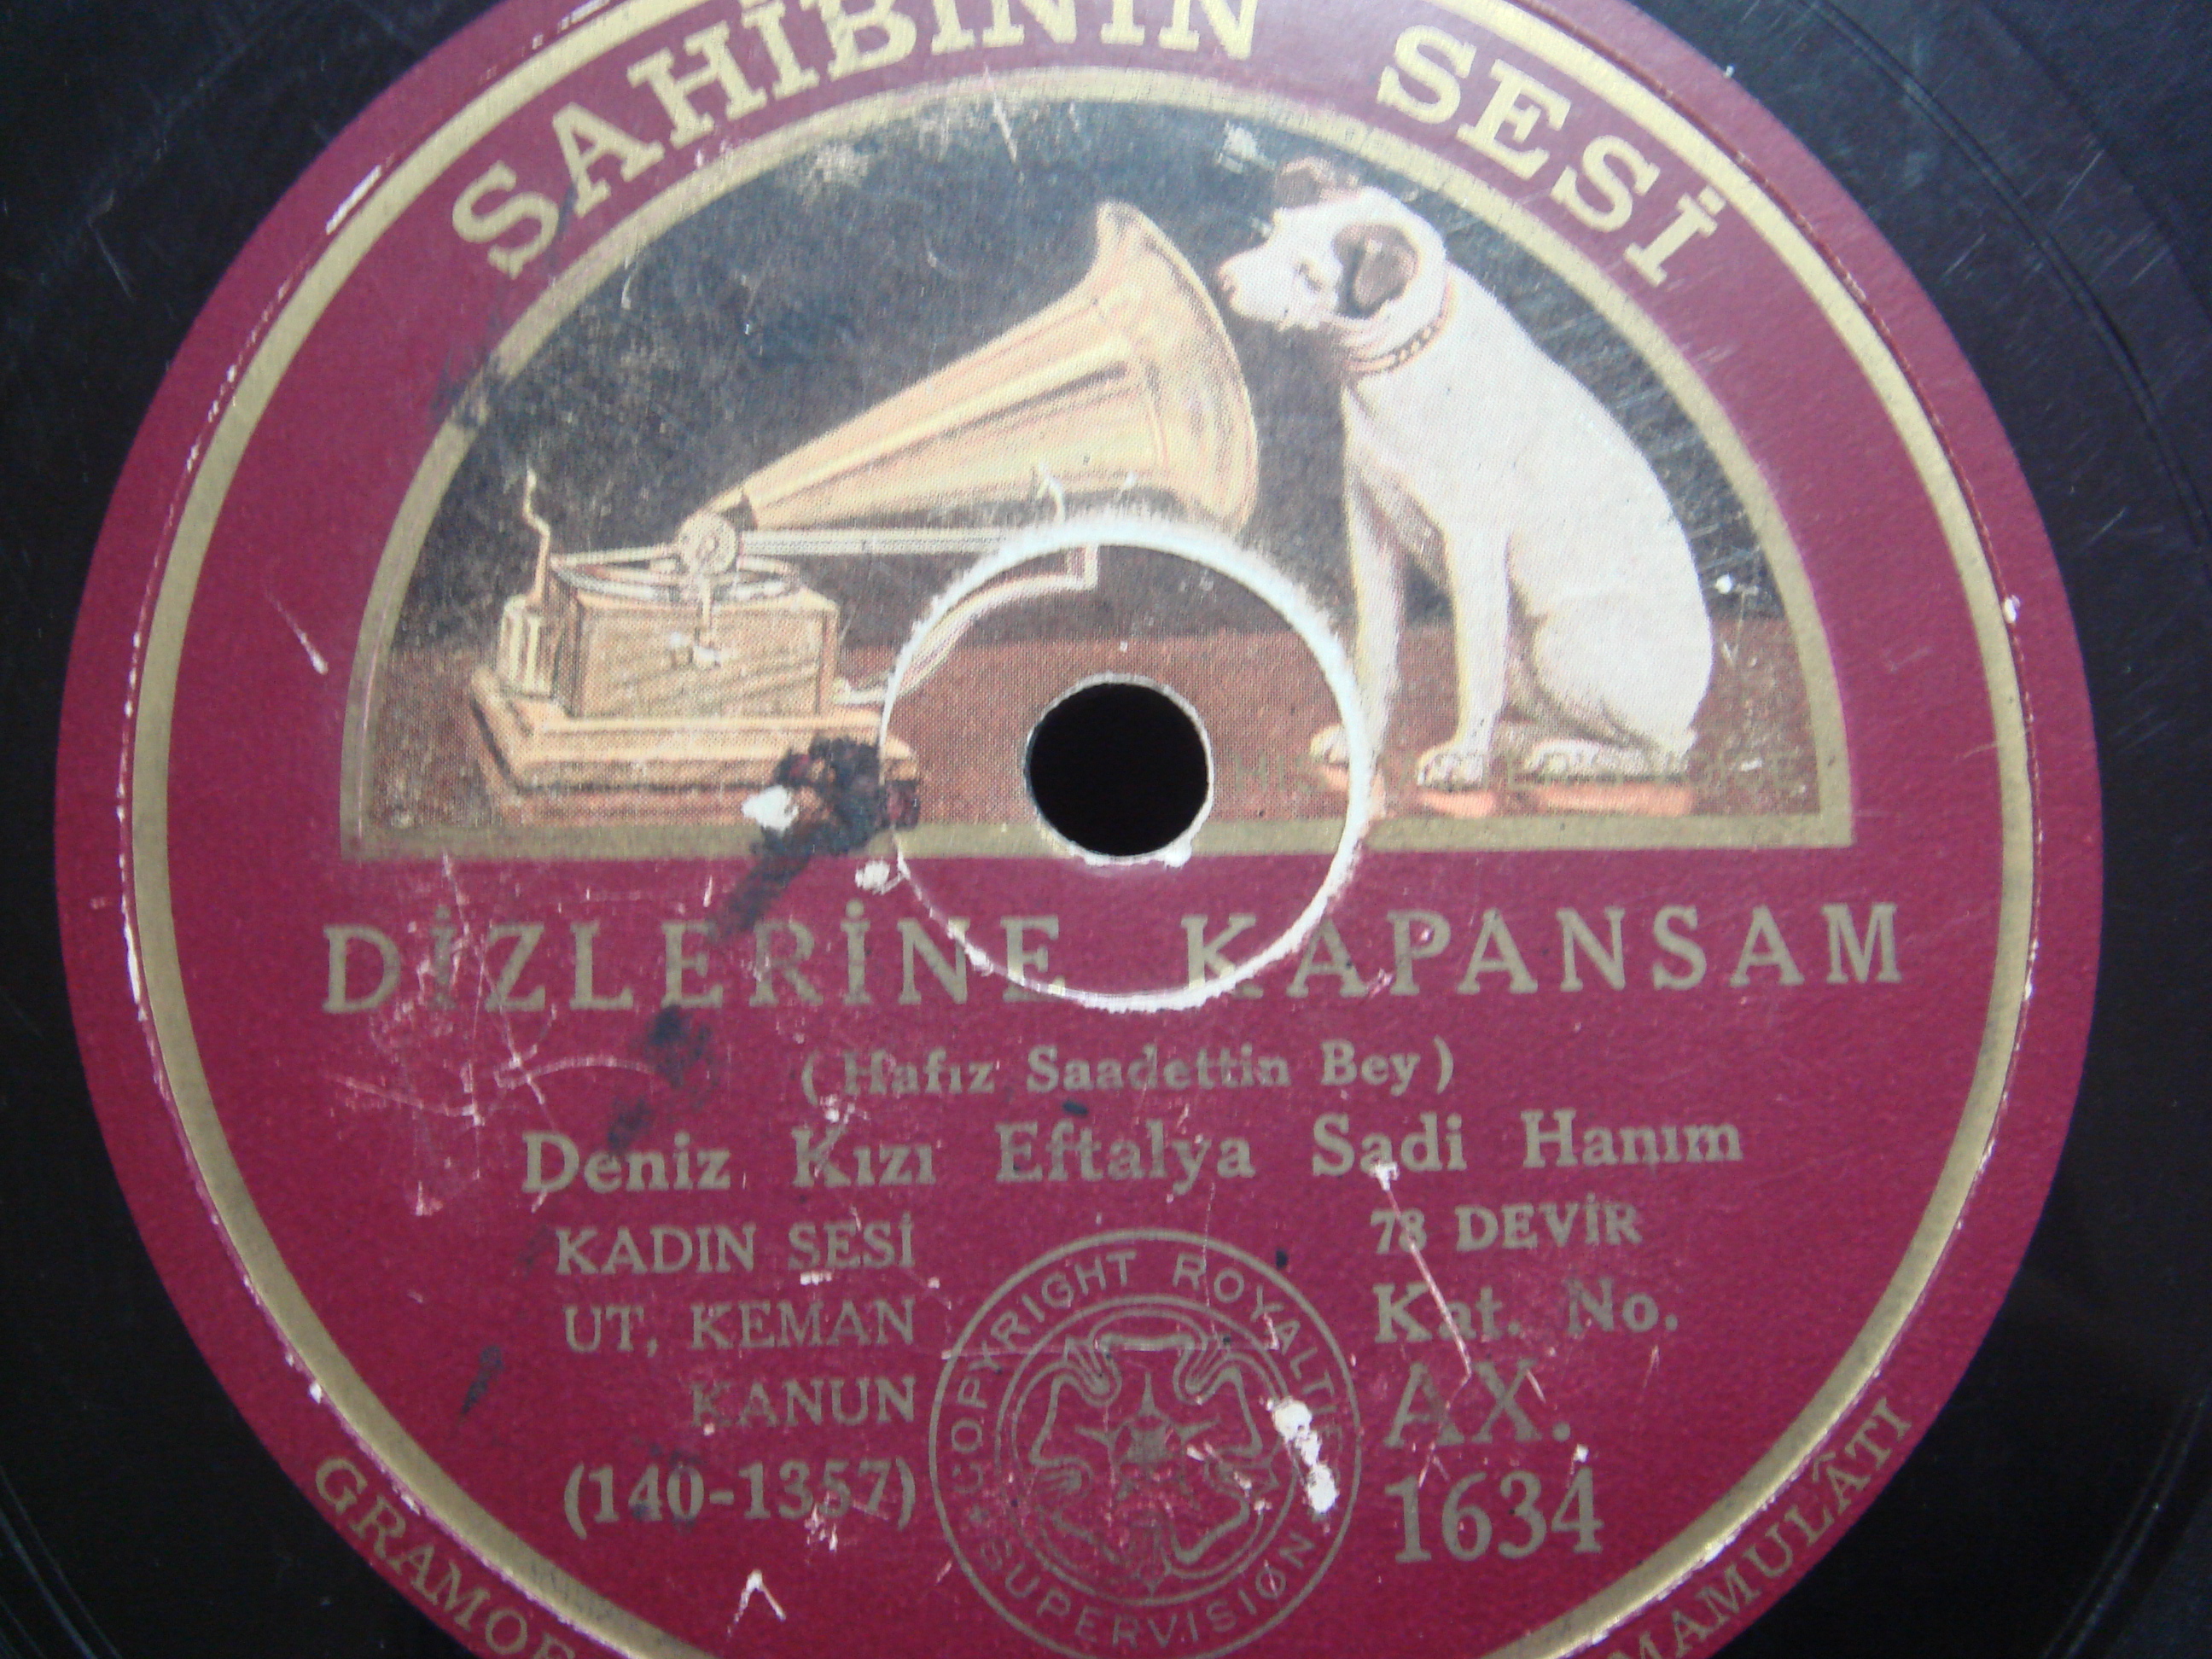 SAHİBİNİN SESİ
DİZLERİNE KAPANSAM
(Hafız Saadettin Bey)
Deniz Kızı Eftalya Sadi Hanım
KADIN SESİ
UT, KEMAN
KANUN
(140-1357)
78 DEVİR
Kat. No.
AX.
1634
COPYRIGHT ROYALTIES
SUPERVISION
MAMULÂTI